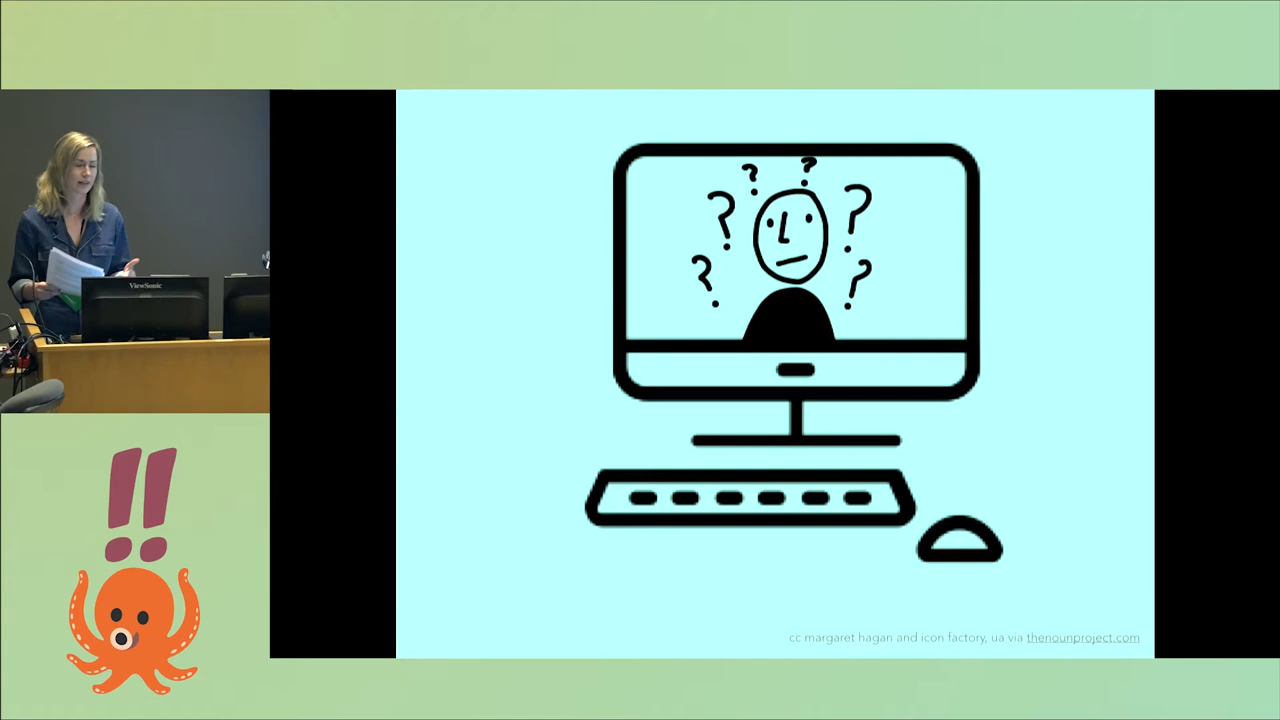 ViewSonic
? ? ? ? ? ?
cc margaret hagan and icon factory, ua via thenounproject.com
!!